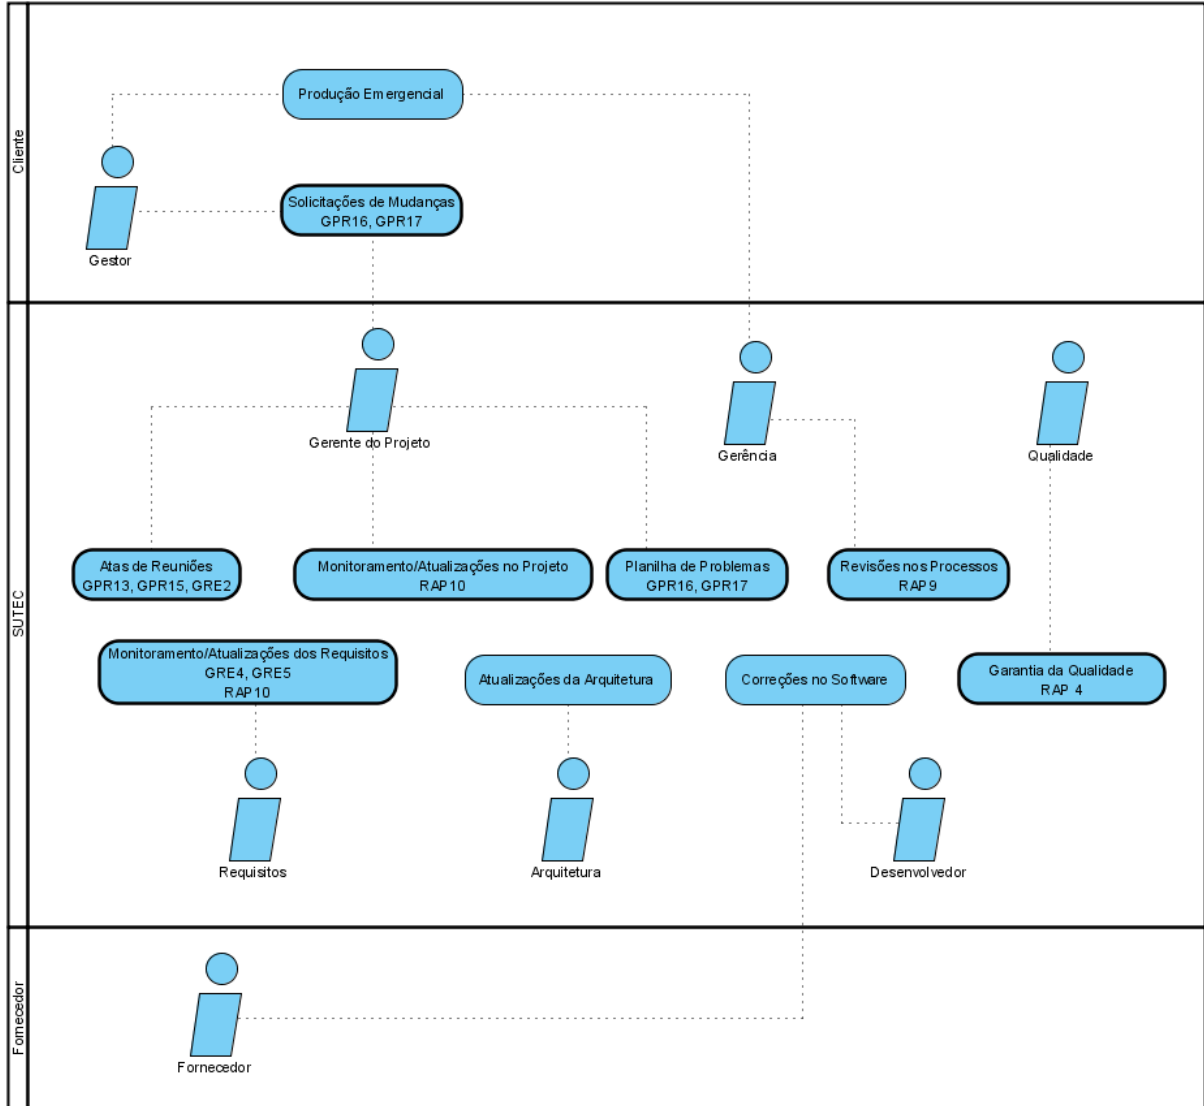 Cliente
Produção Emergencial
Solicitações de Mudanças
GPR16, GPR17
Gestor
SUTEC
Gerente do Projeto
Gerência
Qualidade
Atas de Reuniões
GPR13, GPR15, GRE2
Monitoramento/Atualizações no Projeto
RAP10
Planilha de Problemas
GPR16, GPR17
Revisões nos Processos
RAP9
Monitoramento/Atualizações dos Requisitos
GRE4, GRE5
RAP10
Atualizações da Arquitetura
Correções no Software
Garantia da Qualidade
RAP 4
Requisitos
Arquitetura
Desenvolvedor
Fornecedor
Fornecedor